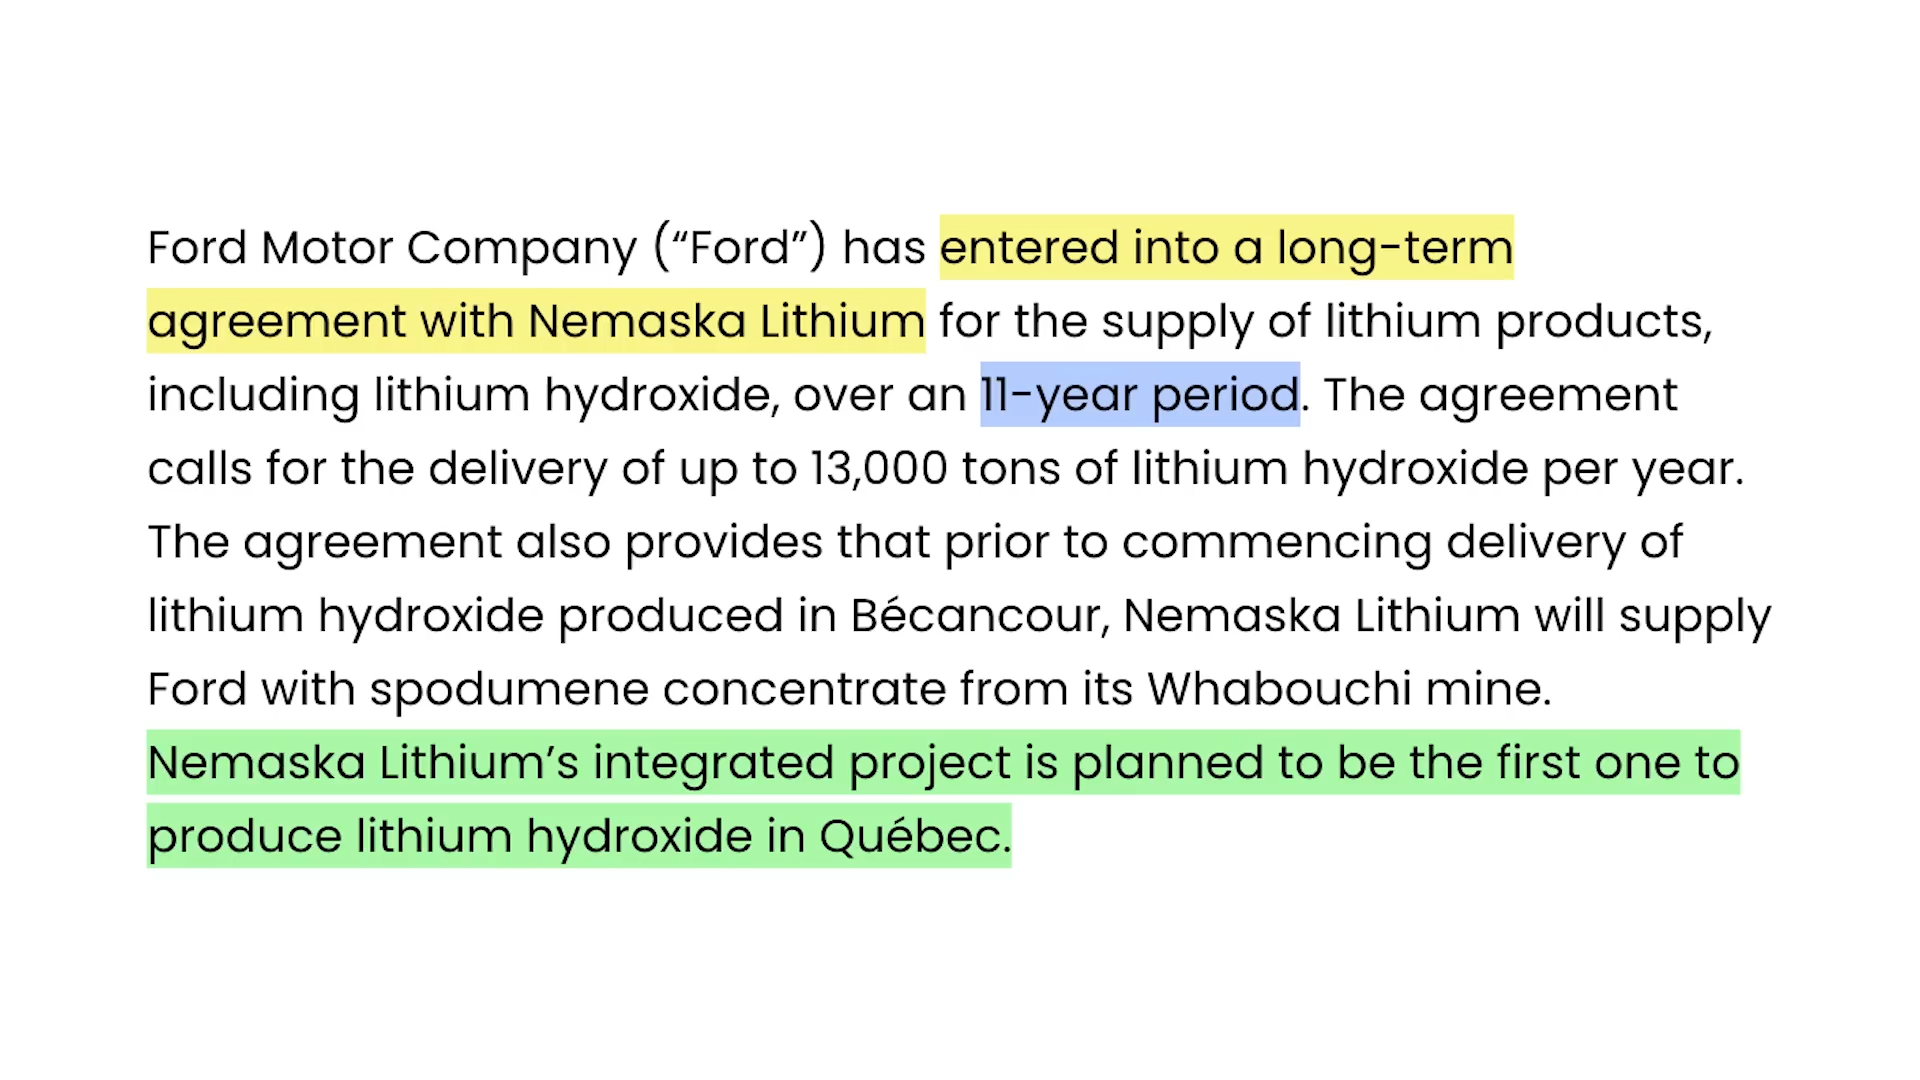 Ford Motor Company (“Ford”) has entered into a long-term
agreement with Nemaska Lithium for the supply of lithium products,
including lithium hydroxide, over an 11-year period. The agreement
calls for the delivery of up to 13,000 tons of lithium hydroxide per year.
The agreement also provides that prior to commencing delivery of
lithium hydroxide produced in Bécancour, Nemaska Lithium will supply
Ford with spodumene concentrate from its Whabouchi mine.
Nemaska Lithium’s integrated project is planned to be the first one to
produce lithium hydroxide in Québec.